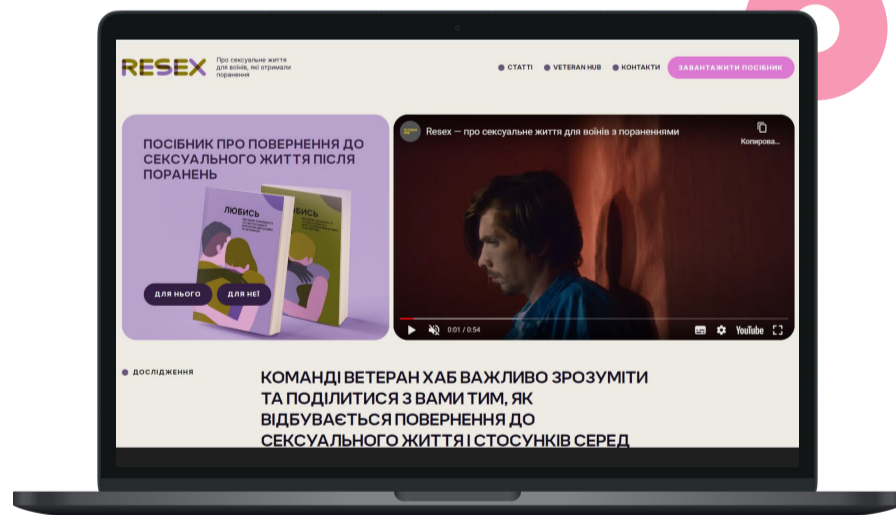 RESEX
Про сексуальне життя
для воїнів, які отримали
поранення
СТАТТІ
VETERAN HUB
КОНТАКТИ
ЗАВАНТАЖИТИ ПОСІБНИК
ПОСІБНИК ПРО ПОВЕРНЕННЯ ДО
СЕКСУАЛЬНОГО ЖИТТЯ ПІСЛЯ
ПОРАНЕНЬ
ЛЮБИСЬ
ДЛЯ НЬОГО
ДЛЯ НЕЇ
Resex — про сексуальне життя для воїнів з пораненнями
Копирова...
0:01 / 0:54
YouTube
ДОСЛІДЖЕННЯ
КОМАНДІ ВЕТЕРАН ХАБ ВАЖЛИВО ЗРОЗУМІТИ
ТА ПОДІЛИТИСЯ З ВАМИ ТИМ, ЯК
ВІДБУВАЄТЬСЯ ПОВЕРНЕННЯ ДО
СЕКСУАЛЬНОГО ЖИТТЯ І СТОСУНКІВ СЕРЕД